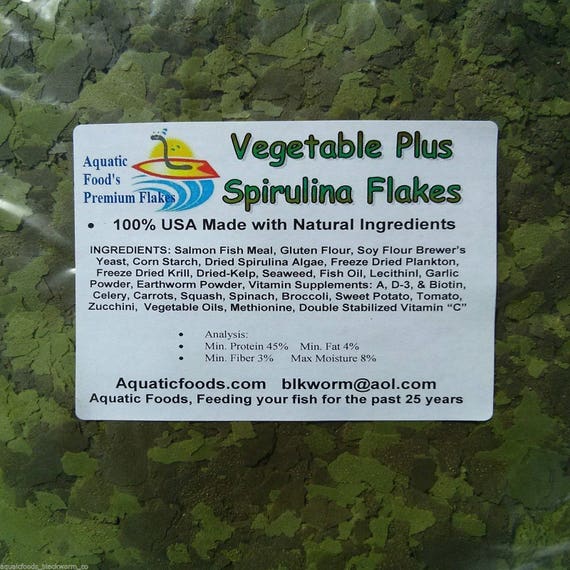 Vegetable Plus
Spirulina Flakes
Aquatic
Food's
Premium Flakes
• 100% USA Made with Natural Ingredients
INGREDIENTS: Salmon Fish Meal, Gluten Flour, Soy Flour Brewer's
Yeast, Corn Starch, Dried Spirulina Algae, Freeze Dried Plankton,
Freeze Dried Krill, Dried-Kelp, Seaweed, Fish Oil, Lecithinl, Garlic
Powder, Earthworm Powder, Vitamin Supplements: A, D-3, & Biotin,
Celery, Carrots, Squash, Spinach, Broccoli, Sweet Potato, Tomato,
Zucchini, Vegetable Oils, Methionine, Double Stabilized Vitamin “C”
• Analysis:
• Min. Protein 45% Min. Fat 4%
• Min. Fiber 3% Max Moisture 8%
Aquaticfoods.com blkworm@aol.com
Aquatic Foods, Feeding your fish for the past 25 years
aquaticfoods_blackworm_co